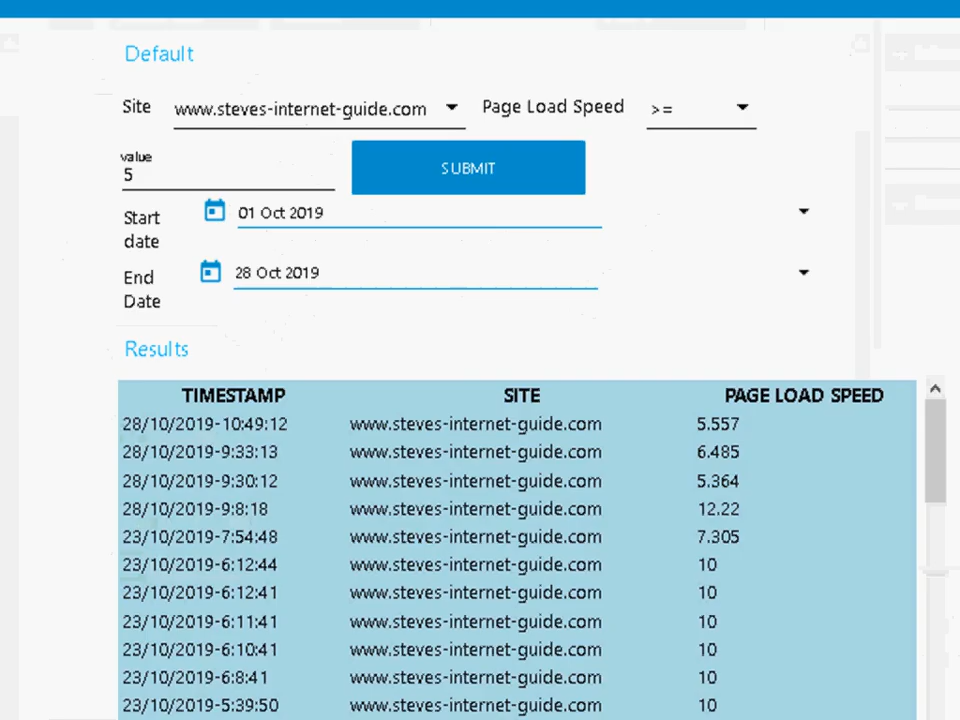 Default
Site www.steves-internet-guide.com Page Load Speed >=
value
5 SUBMIT
Start date 01 Oct 2019
End Date 28 Oct 2019
Results
TIMESTAMP SITE PAGE LOAD SPEED
28/10/2019-10:49:12 www.steves-internet-guide.com 5.557
28/10/2019-9:33:13 www.steves-internet-guide.com 6.485
28/10/2019-9:30:12 www.steves-internet-guide.com 5.364
28/10/2019-9:8:18 www.steves-internet-guide.com 12.22
23/10/2019-7:54:48 www.steves-internet-guide.com 7.305
23/10/2019-6:12:44 www.steves-internet-guide.com 10
23/10/2019-6:12:41 www.steves-internet-guide.com 10
23/10/2019-6:11:41 www.steves-internet-guide.com 10
23/10/2019-6:10:41 www.steves-internet-guide.com 10
23/10/2019-6:8:41 www.steves-internet-guide.com 10
23/10/2019-5:39:50 www.steves-internet-guide.com 10